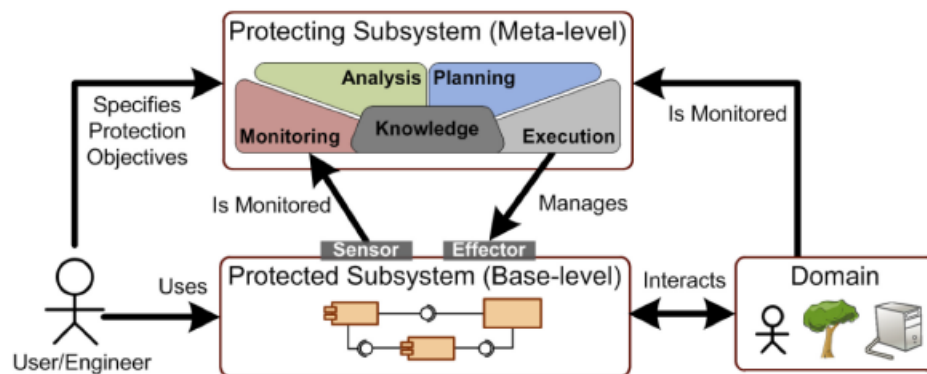 Protecting Subsystem (Meta-level)
Analysis
Planning
Monitoring
Knowledge
Execution
Specifies
Protection
Objectives
Is Monitored
Is Monitored
Manages
Sensor
Effector
Protected Subsystem (Base-level)
Uses
Interacts
Domain
User/Engineer